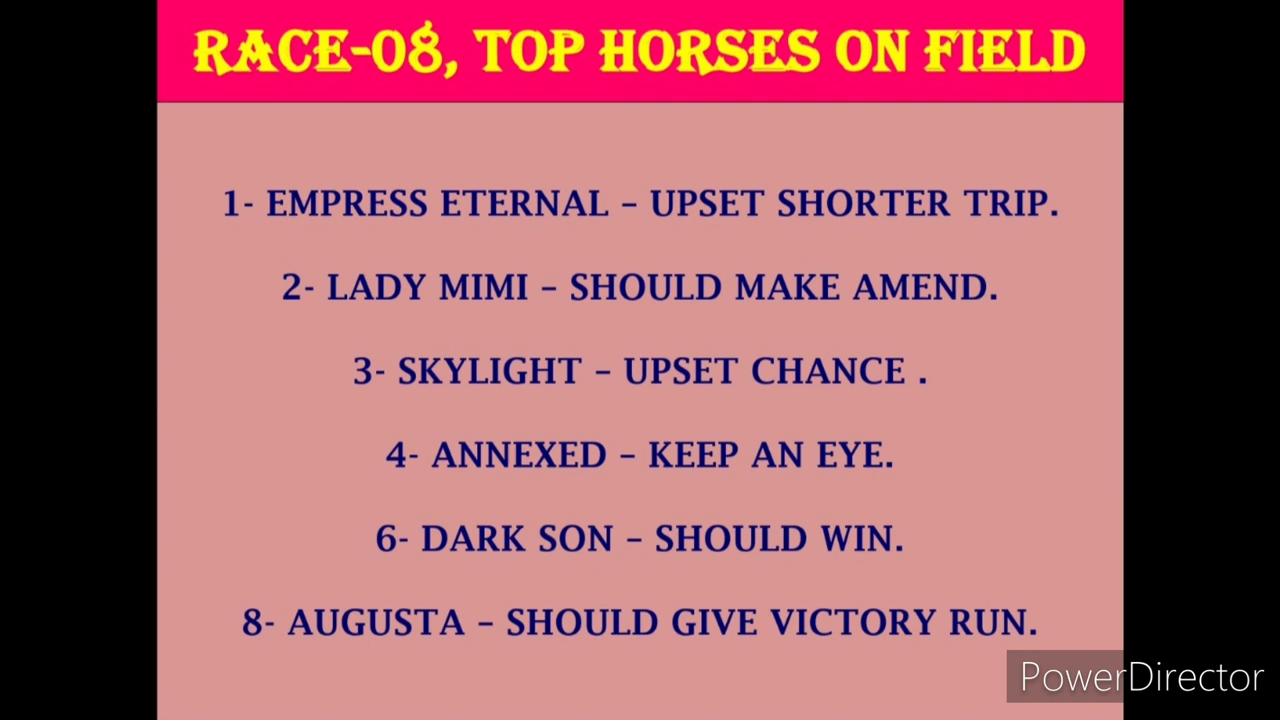 RACE-08, TOP HORSES ON FIELD
1- EMPRESS ETERNAL – UPSET SHORTER TRIP.
2- LADY MIMI – SHOULD MAKE AMEND.
3- SKYLIGHT – UPSET CHANCE .
4- ANNEXED – KEEP AN EYE.
6- DARK SON – SHOULD WIN.
8- AUGUSTA – SHOULD GIVE VICTORY RUN.
PowerDirector